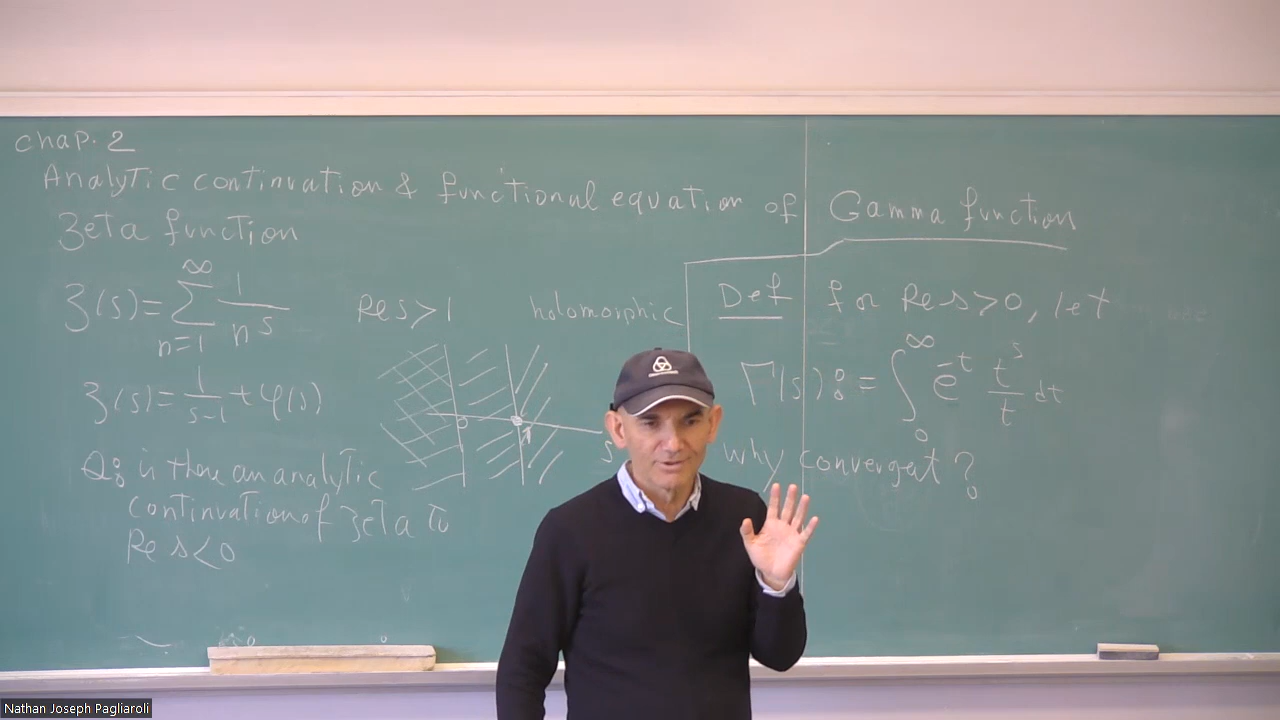 chap. 2
Analytic continuation & functional equation of
Zeta function
ζ(s) = ∑_{n=1}^{∞} 1/n^s Re s > 1 holomorphic
ζ(s) = 1/(s-1) + φ(s)
Q: is there an analytic
continuation of Zeta to
Re s < 0
0
s
Gamma function
Def for Re s > 0, let
Γ(s) := ∫_0^∞ e^{-t} t^s/t dt
why convergat ?
Nathan Joseph Pagliaroli